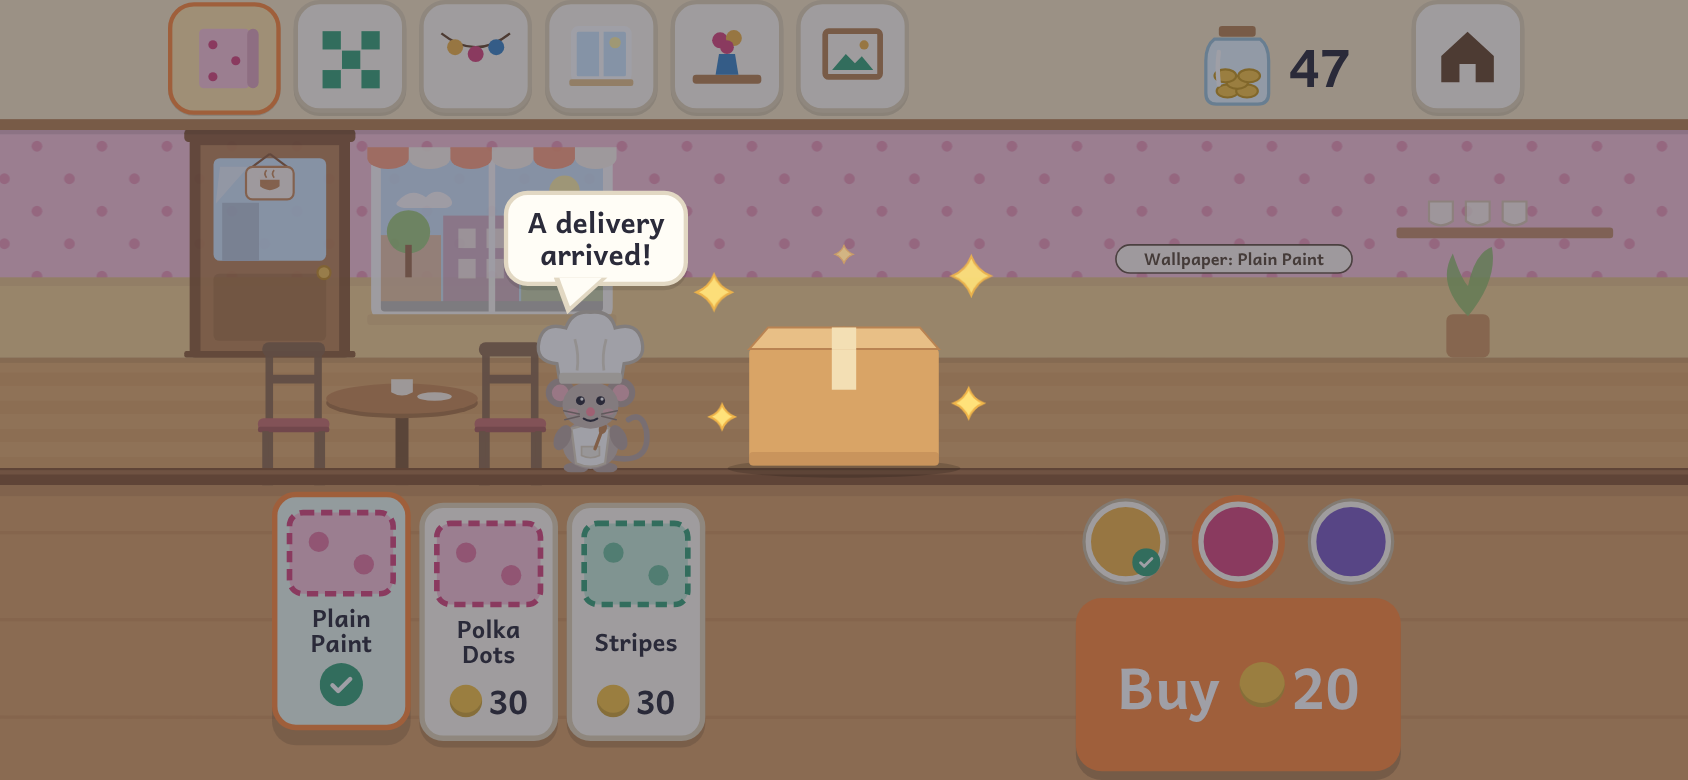 47
A delivery
arrived!
Wallpaper: Plain Paint
Plain
Paint
Polka
Dots
30
Stripes
30
Buy 20